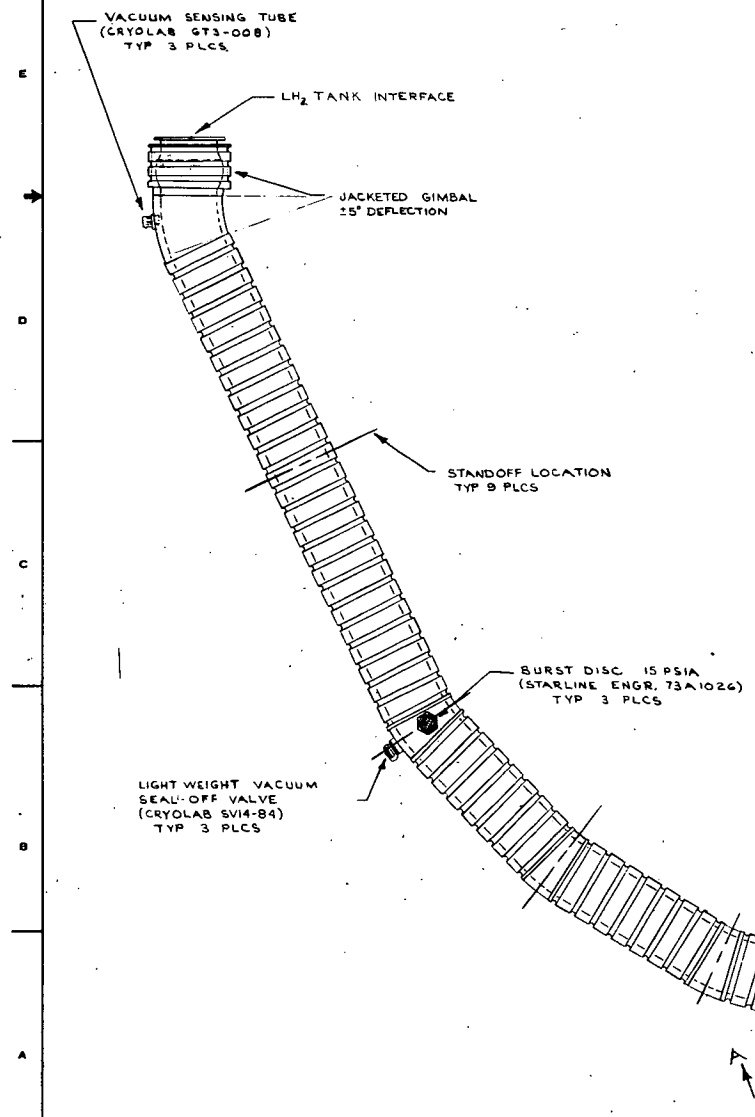 VACUUM SENSING TUBE
(CRYOLAB GT3-008)
TYP 3 PLCS
E
LH₂ TANK INTERFACE
JACKETED GIMBAL
±5° DEFLECTION
D
STANDOFF LOCATION
TYP 9 PLCS
C
BURST DISC 15 PSIA
(STARLINE ENGR. 73A1026)
TYP 3 PLCS
LIGHT WEIGHT VACUUM
SEAL-OFF VALVE
(CRYOLAB SV14-84)
TYP 3 PLCS
B
A
A